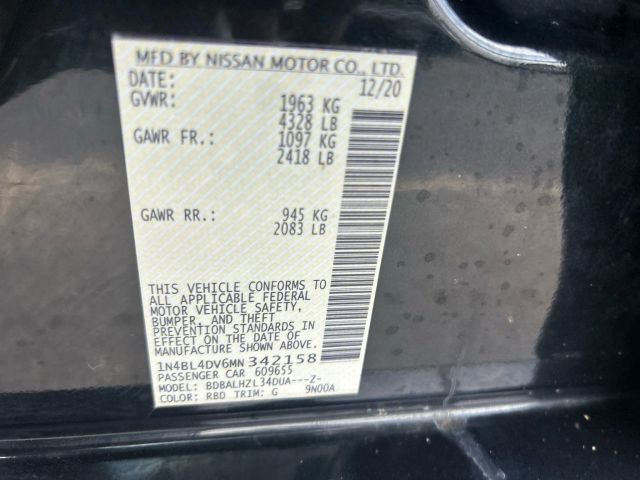 MFD BY NISSAN MOTOR CO., LTD.
DATE: 12/20
GVWR: 1963 KG
4328 LB
GAWR FR.: 1097 KG
2418 LB
GAWR RR.: 945 KG
2083 LB
THIS VEHICLE CONFORMS TO
ALL APPLICABLE FEDERAL
MOTOR VEHICLE SAFETY,
BUMPER, AND THEFT
PREVENTION STANDARDS IN
EFFECT ON THE DATE OF
MANUFACTURE SHOWN ABOVE.
1N4BL4DV6MN342158
PASSENGER CAR 609655
MODEL: BDBALHZL34DUA---Z-
COLOR: RBD TRIM: G 9N00A